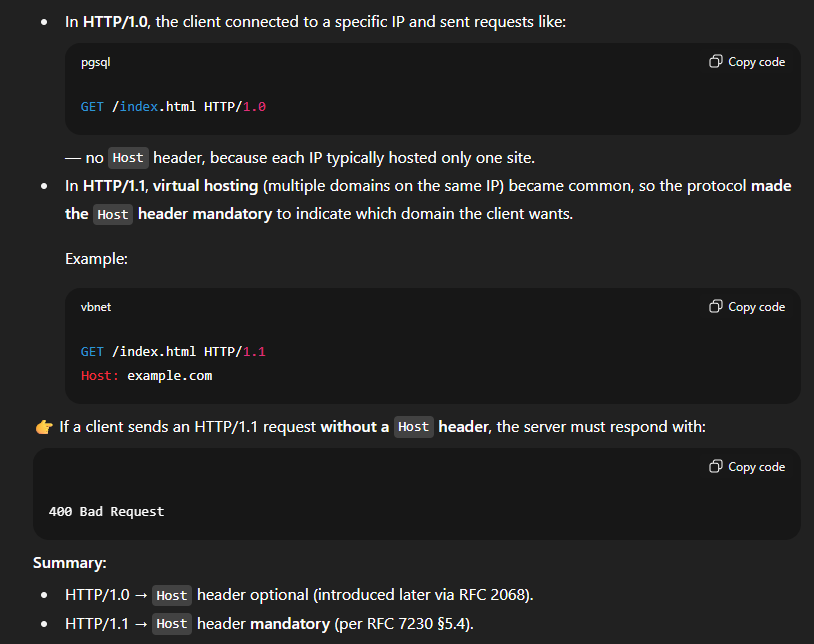 In HTTP/1.0, the client connected to a specific IP and sent requests like:
pgsql
Copy code
GET /index.html HTTP/1.0
— no Host header, because each IP typically hosted only one site.
In HTTP/1.1, virtual hosting (multiple domains on the same IP) became common, so the protocol made
the Host header mandatory to indicate which domain the client wants.
Example:
vbnet
Copy code
GET /index.html HTTP/1.1
Host: example.com
👉 If a client sends an HTTP/1.1 request without a Host header, the server must respond with:
Copy code
400 Bad Request
Summary:
HTTP/1.0 → Host header optional (introduced later via RFC 2068).
HTTP/1.1 → Host header mandatory (per RFC 7230 §5.4).